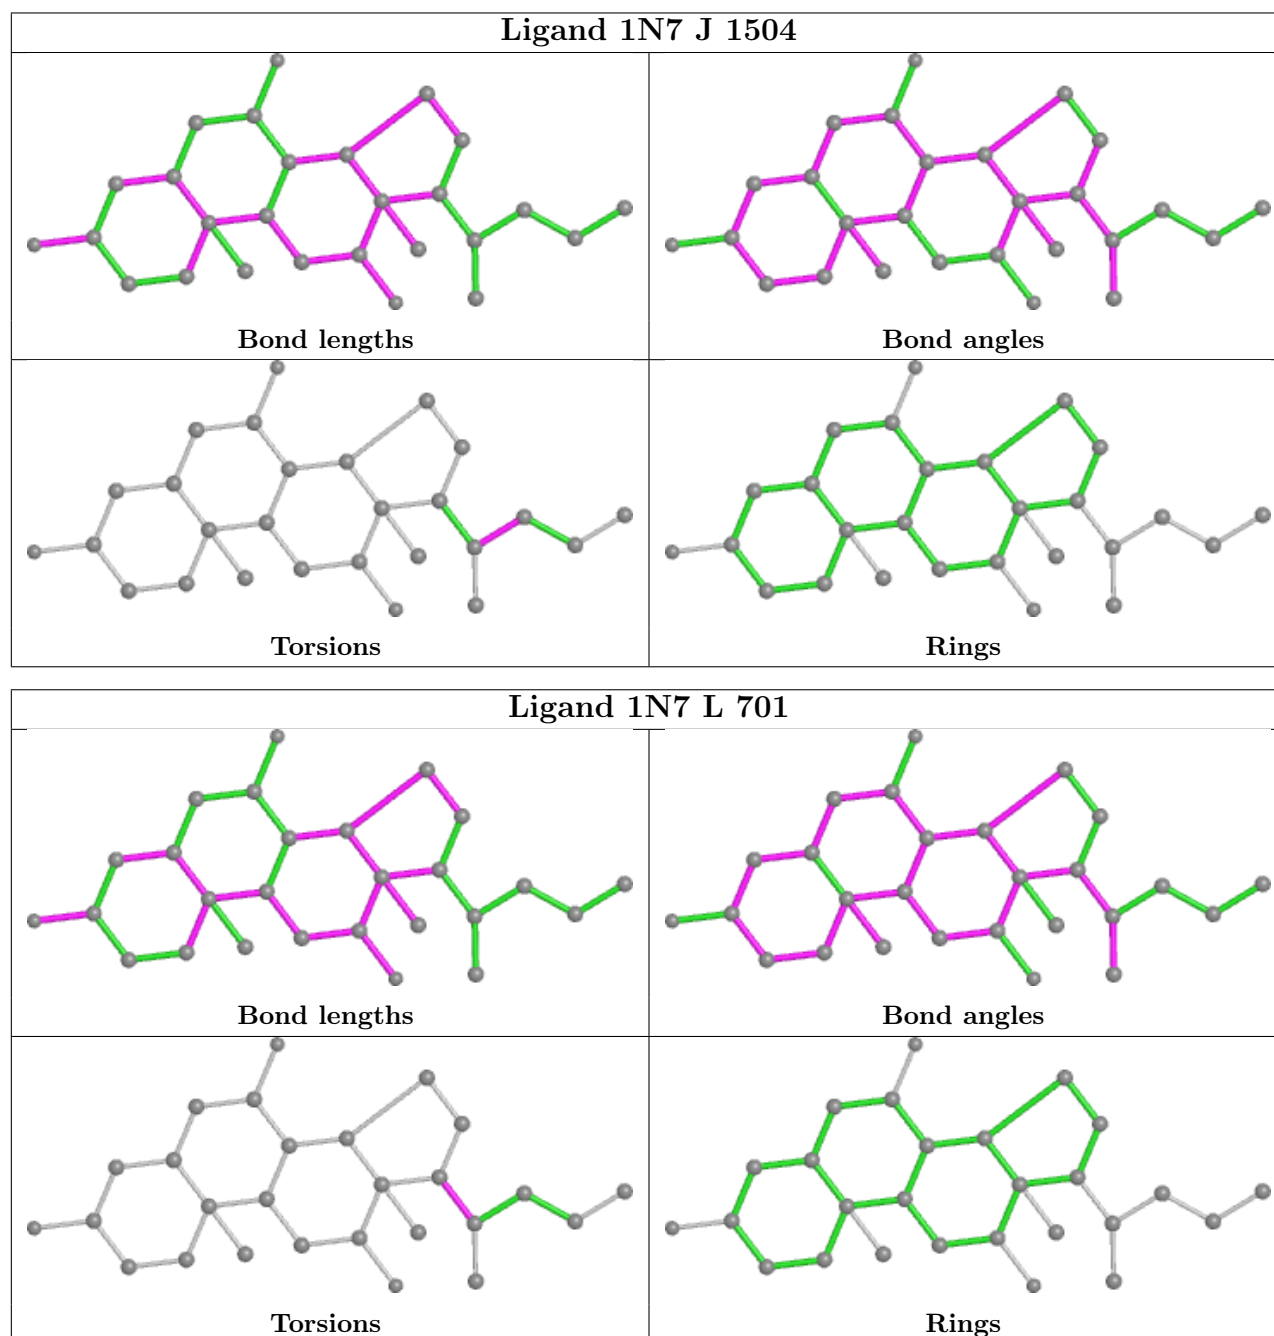 Ligand 1N7 J 1504
Bond lengths
Bond angles
Torsions
Rings
Ligand 1N7 L 701
Bond lengths
Bond angles
Torsions
Rings